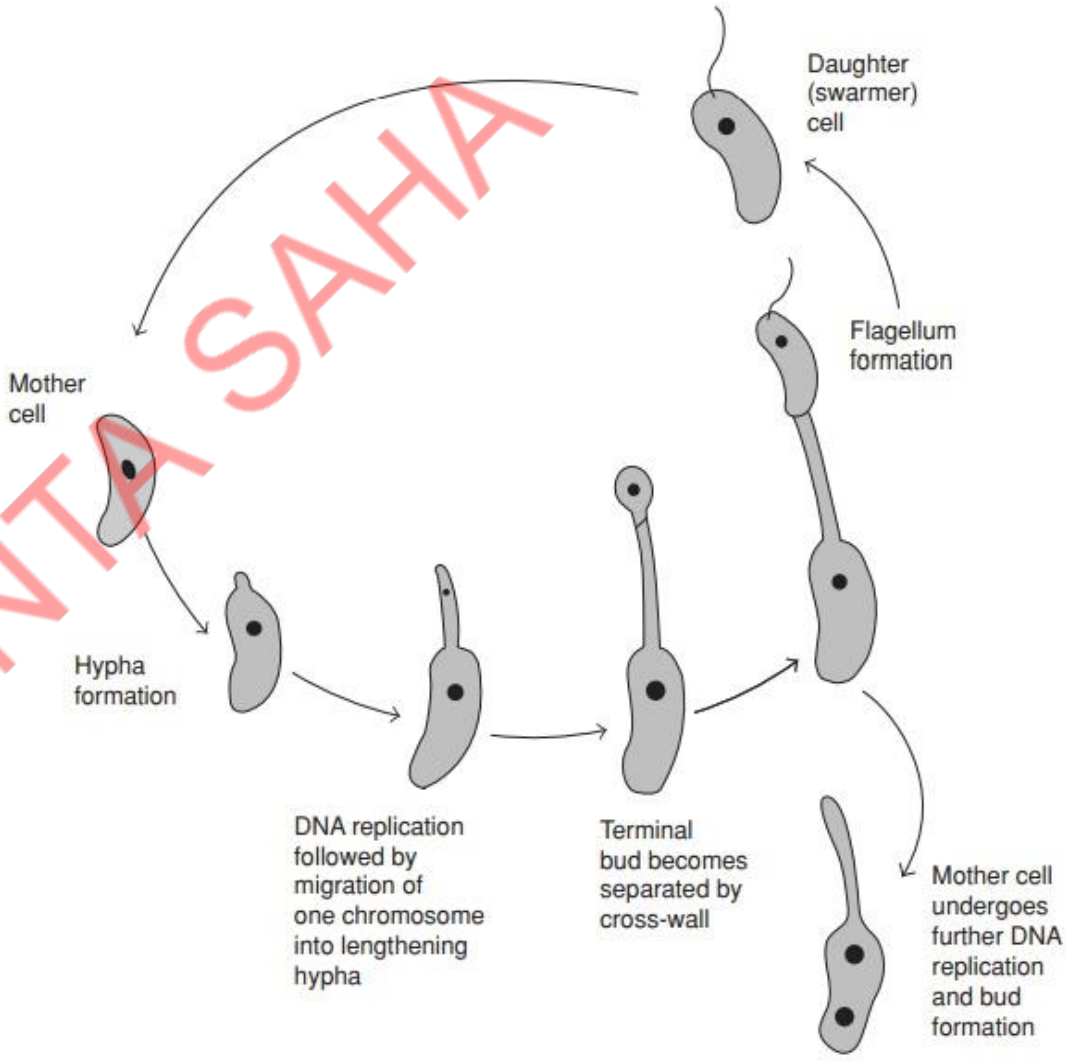 Daughter
(swarmer)
cell
Flagellum
formation
Mother
cell
Hypha
formation
DNA replication
followed by
migration of
one chromosome
into lengthening
hypha
Terminal
bud becomes
separated by
cross-wall
Mother cell
undergoes
further DNA
replication
and bud
formation
NTA SAHA